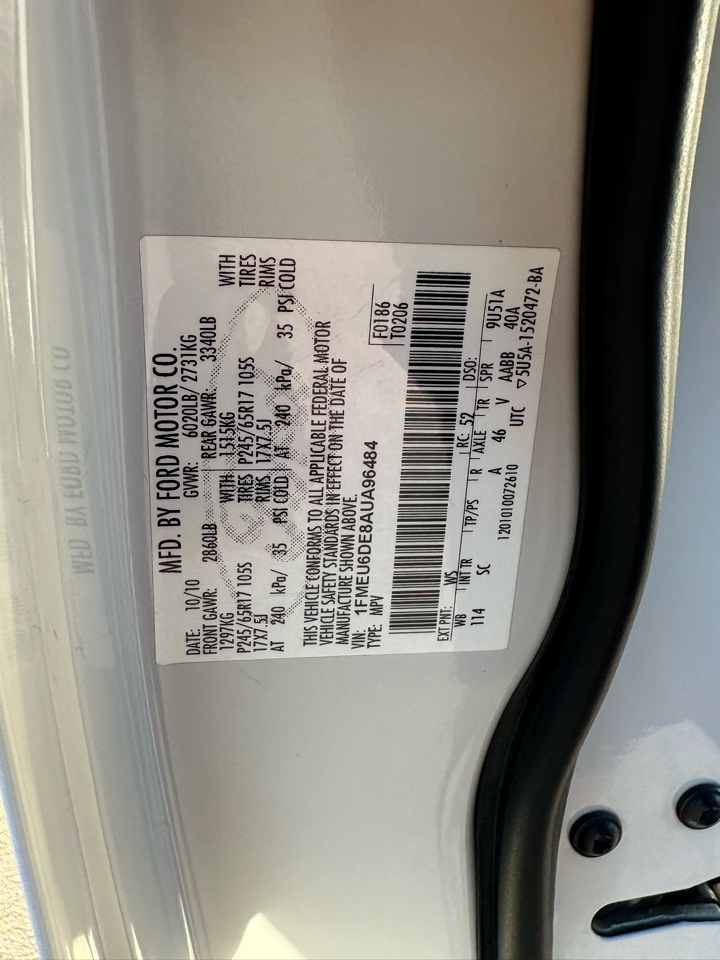 MFD. BY FORD MOTOR CO.
DATE: 10/10 GVWR: 6020LB/ 2731KG
FRONT GAWR: 2860LB REAR GAWR: 3340LB
1297KG WITH 1515KG WITH
P245/65R17 105S TIRES P245/65R17 105S TIRES
17X7.5J RIMS 17X7.5J RIMS
AT 240 kPa/ 35 PSI COLD AT 240 kPa/ 35 PSI COLD
THIS VEHICLE CONFORMS TO ALL APPLICABLE FEDERAL MOTOR
VEHICLE SAFETY STANDARDS IN EFFECT ON THE DATE OF
MANUFACTURE SHOWN ABOVE.
VIN: 1FMEU6DE8AUA96484
TYPE: MPV
F0186
T0206
EXT PNT: WS RC: 52 DSO:
WB INT TR TP/PS R AXLE TR SPR 9U51A
114 SC A 46 V AABB 40A
1201010072610 UTC ▽5U5A-1520472-BA